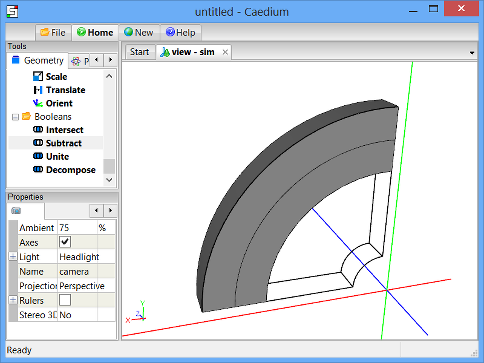 untitled - Caedium
File Home New Help
Tools
Geometry P
Scale
Translate
Orient
Booleans
Intersect
Subtract
Unite
Decompose
Properties
Ambient 75 %
Axes
Light Headlight
Name camera
Projection Perspective
Rulers
Stereo 3D No
Start view - sim
Y
Z
X
Ready